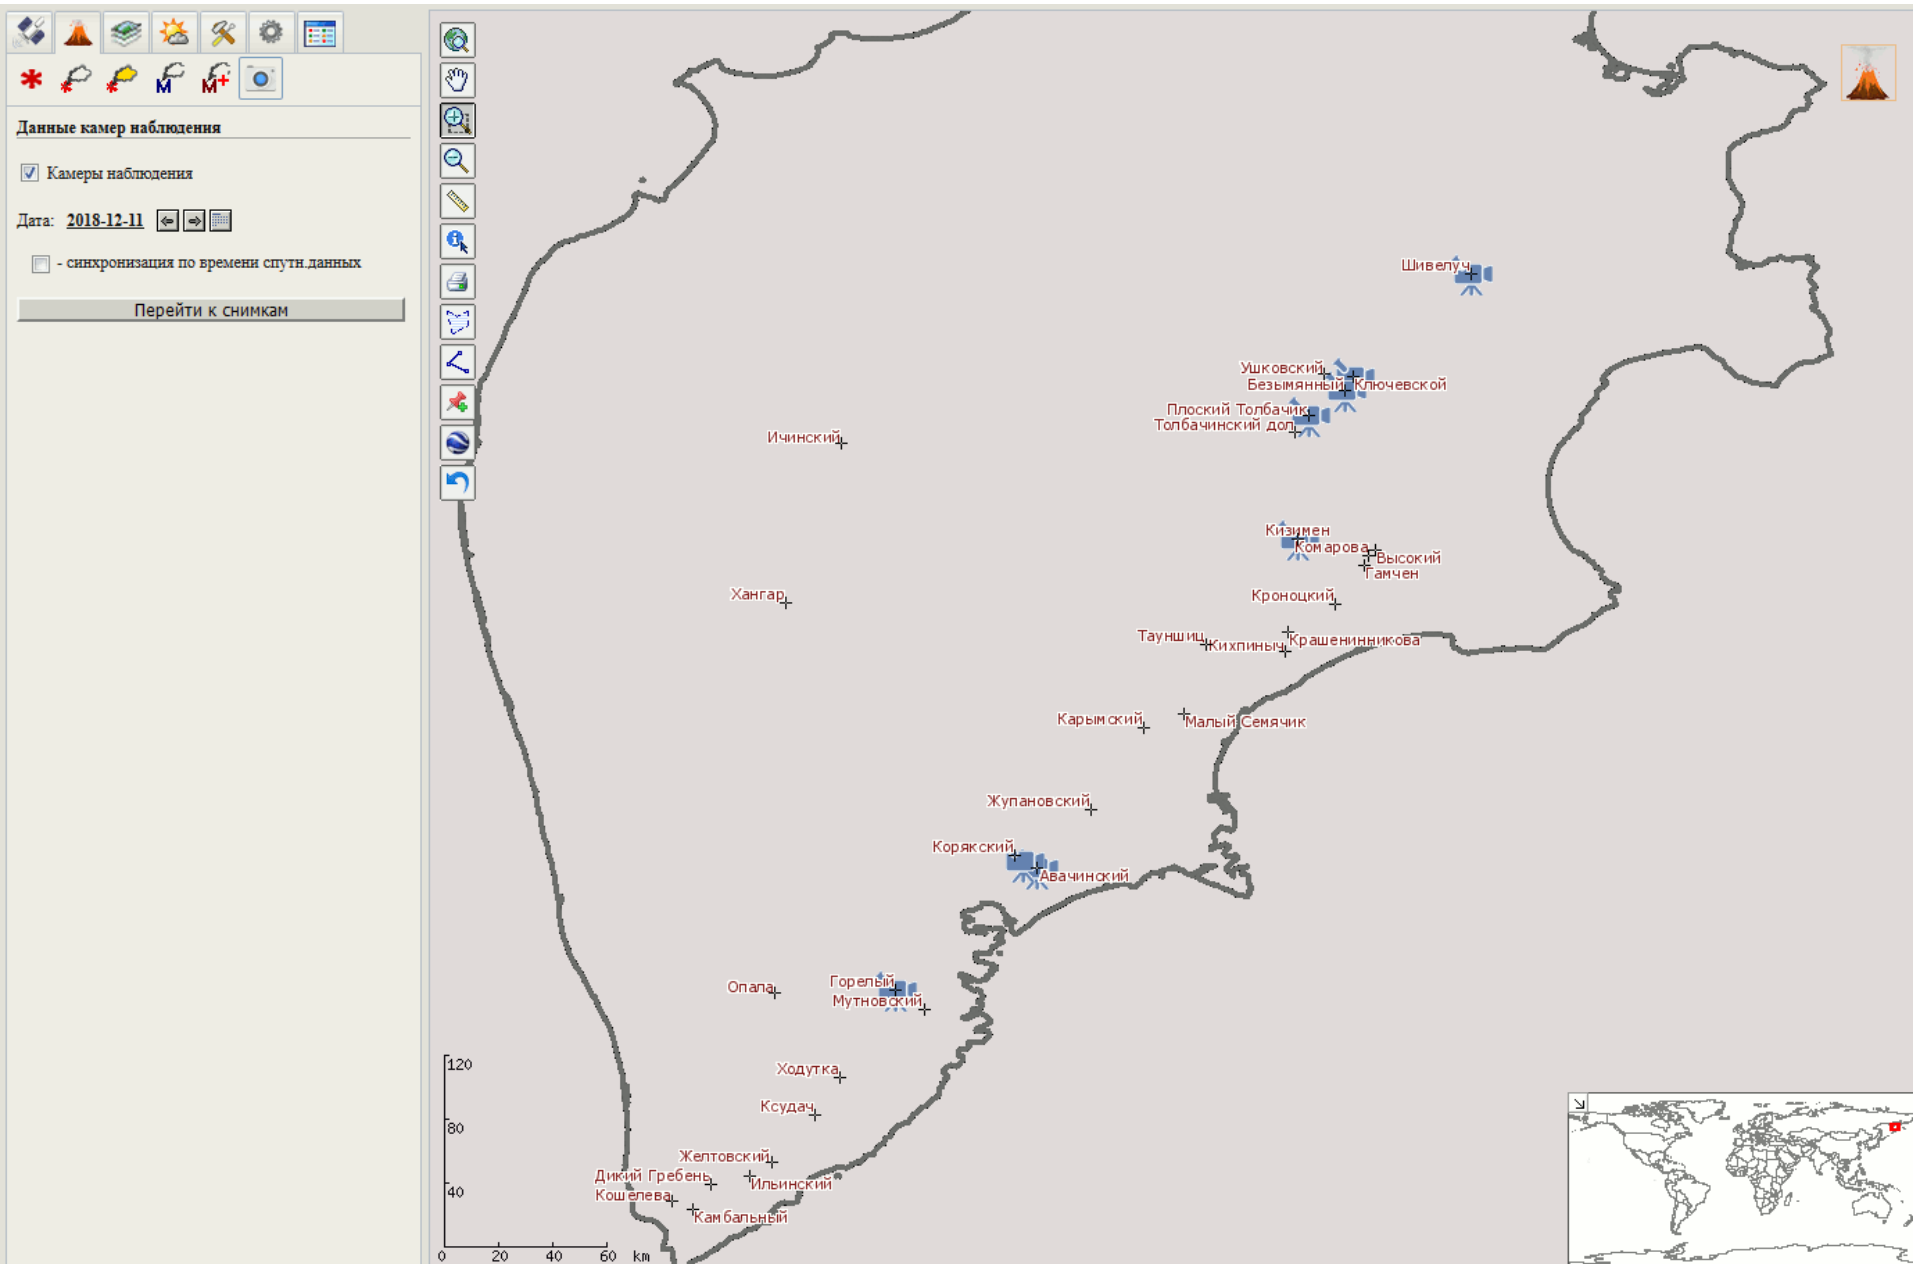 M
M+
Данные камер наблюдения
Камеры наблюдения
Дата: 2018-12-11
- синхронизация по времени спутн.данных
Перейти к снимкам
Шивелуч
Ушковский
Безымянный
Ключевской
Плоский Толбачик
Толбачинский дол
Ичинский
Кизимен
Комарова
Высокий
Гамчен
Хангар
Кроноцкий
Тауншиц
Кихпиныч
Крашенинникова
Карымский
Малый Семячик
Жупановский
Корякский
Авачинский
Опала
Горелый
Мутновский
Ходутка
Ксудач
Желтовский
Дикий Гребень
Ильинский
Кошелева
Камбальный
120
80
40
0 20 40 60 km